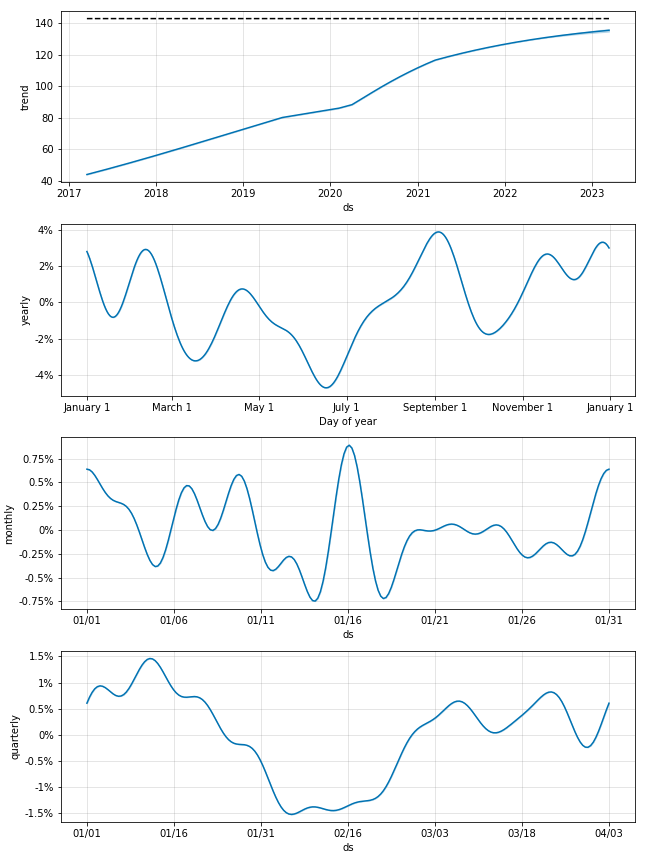 140
120
100
80
60
40
trend
2017 2018 2019 2020 2021 2022 2023
ds
4%
2%
0%
-2%
-4%
yearly
January 1 March 1 May 1 July 1 September 1 November 1 January 1
Day of year
0.75%
0.5%
0.25%
0%
-0.25%
-0.5%
-0.75%
monthly
01/01 01/06 01/11 01/16 01/21 01/26 01/31
ds
1.5%
1%
0.5%
0%
-0.5%
-1%
-1.5%
quarterly
01/01 01/16 01/31 02/16 03/03 03/18 04/03
ds